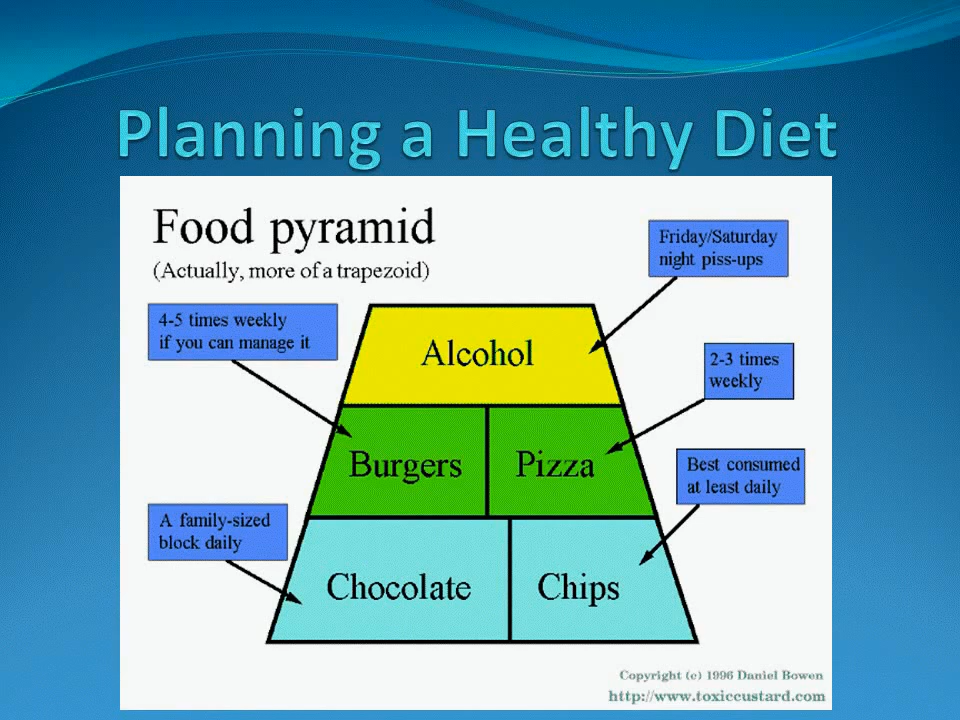 Planning a Healthy Diet
Food pyramid
(Actually, more of a trapezoid)
Friday/Saturday
night piss-ups
4-5 times weekly
if you can manage it
Alcohol
2-3 times
weekly
Burgers
Pizza
Best consumed
at least daily
A family-sized
block daily
Chocolate
Chips
Copyright (c) 1996 Daniel Bowen
http://www.toxiccustard.com